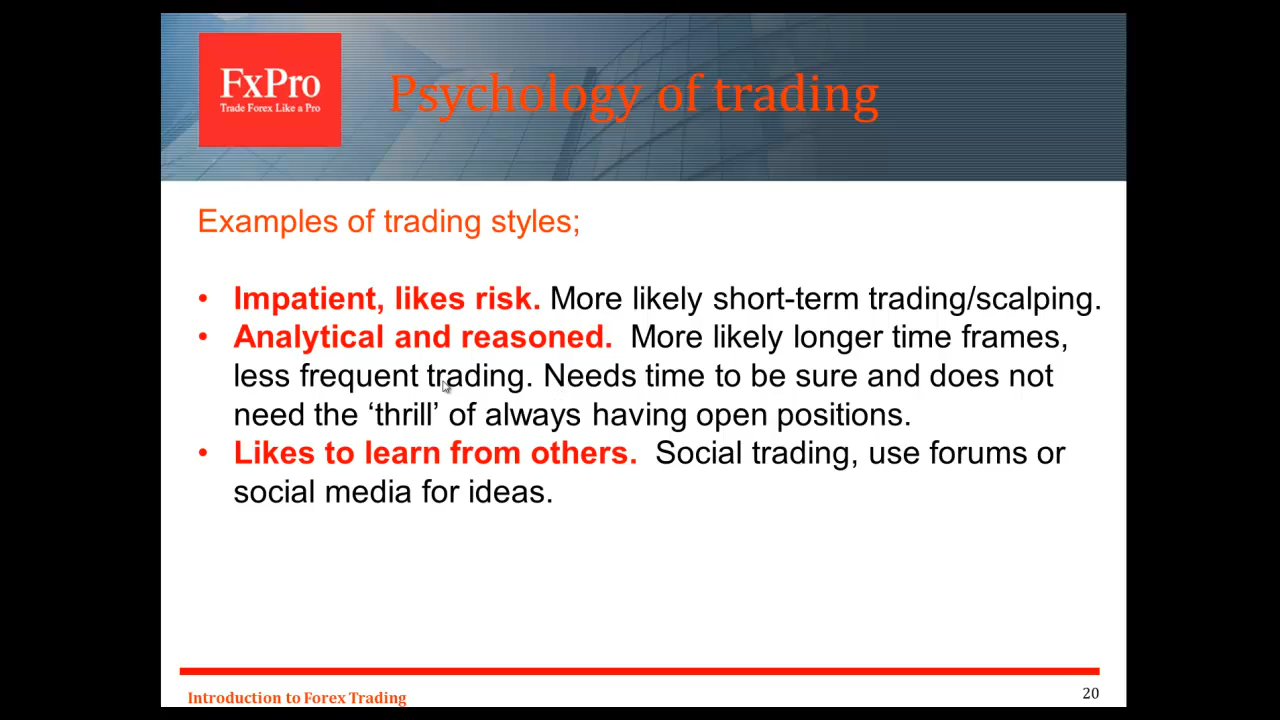 FxPro
Trade Forex Like a Pro
Psychology of trading
Examples of trading styles;
• Impatient, likes risk. More likely short-term trading/scalping.
• Analytical and reasoned. More likely longer time frames,
less frequent trading. Needs time to be sure and does not
need the ‘thrill’ of always having open positions.
• Likes to learn from others. Social trading, use forums or
social media for ideas.
Introduction to Forex Trading
20